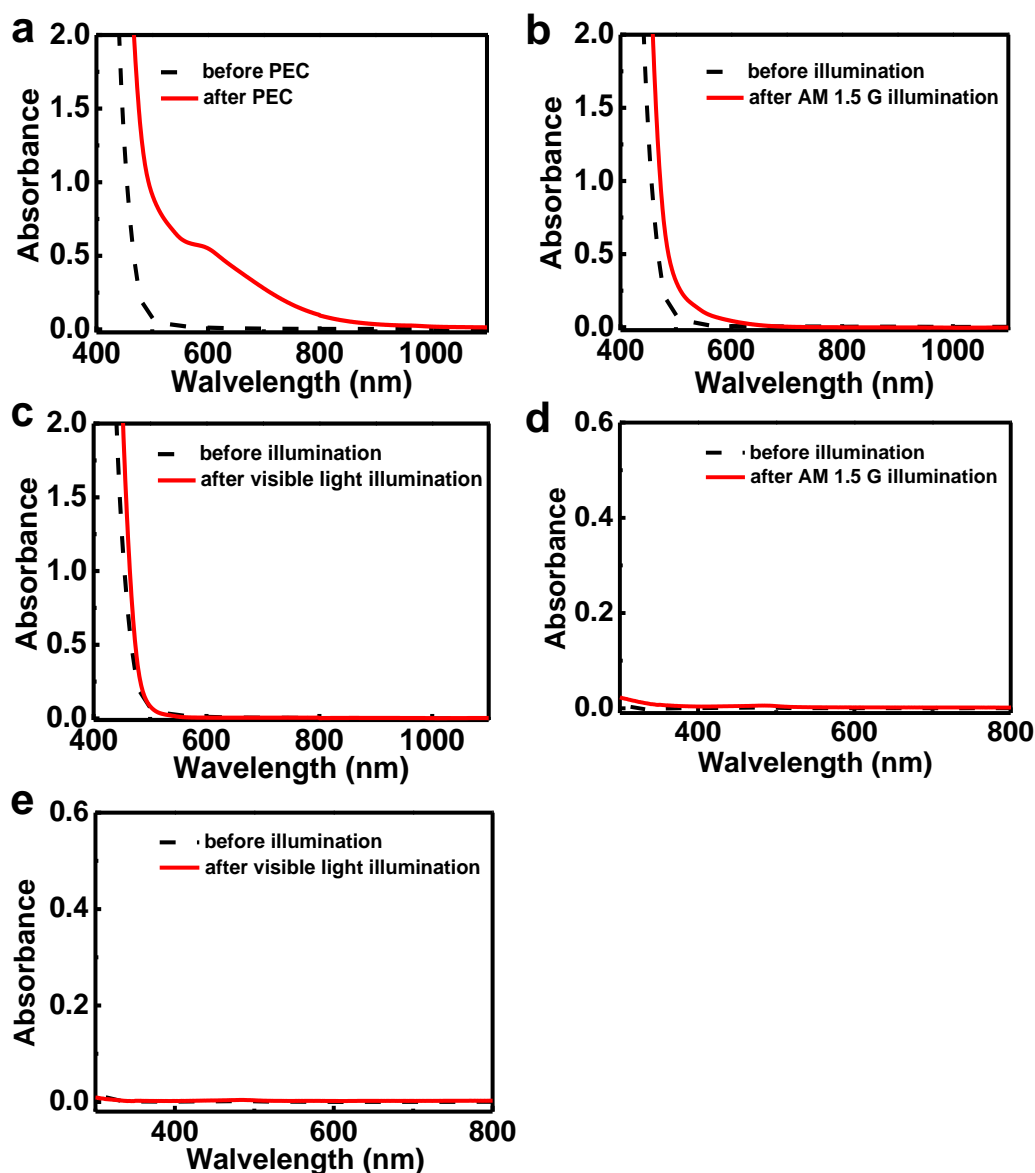 a
2.0
1.5
1.0
0.5
0.0
Absorbance
before PEC
after PEC
400 600 800 1000
Walvelength (nm)
b
2.0
1.5
1.0
0.5
0.0
Absorbance
before illumination
after AM 1.5 G illumination
400 600 800 1000
Walvelength (nm)
c
2.0
1.5
1.0
0.5
0.0
Absorbance
before illumination
after visible light illumination
400 600 800 1000
Wavelength (nm)
d
0.6
0.4
0.2
0.0
Absorbance
before illumination
after AM 1.5 G illumination
400 600 800
Walvelength (nm)
e
0.6
0.4
0.2
0.0
Absorbance
before illumination
after visible light illumination
400 600 800
Walvelength (nm)